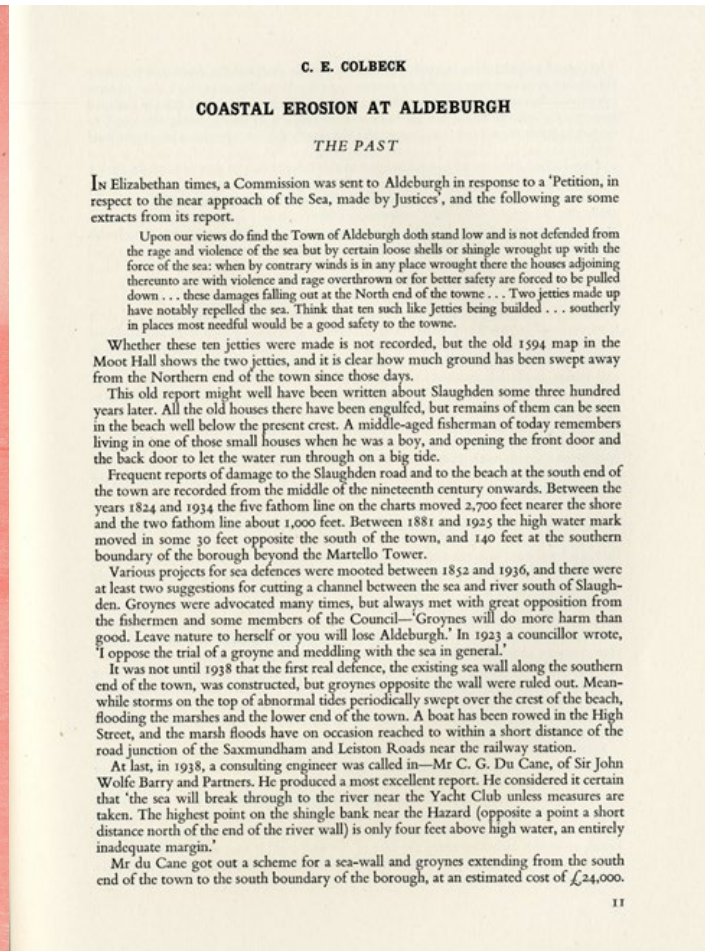 C. E. COLBECK
COASTAL EROSION AT ALDEBURGH
THE PAST
In Elizabethan times, a Commission was sent to Aldeburgh in response to a ‘Petition, in
respect to the near approach of the Sea, made by Justices’, and the following are some
extracts from its report.
Upon our views do find the Town of Aldeburgh doth stand low and is not defended from
the rage and violence of the sea but by certain loose shells or shingle wrought up with the
force of the sea: when by contrary winds is in any place wrought there the houses adjoining
thereunto are with violence and rage overthrown or for better safety are forced to be pulled
down . . . these damages falling out at the North end of the towne . . . Two jetties made up
have notably repelled the sea. Think that ten such like Jetties being builded . . . southerly
in places most needful would be a good safety to the towne.
Whether these ten jetties were made is not recorded, but the old 1594 map in the
Moot Hall shows the two jetties, and it is clear how much ground has been swept away
from the Northern end of the town since those days.
This old report might well have been written about Slaughden some three hundred
years later. All the old houses there have been engulfed, but remains of them can be seen
in the beach well below the present crest. A middle-aged fisherman of today remembers
living in one of those small houses when he was a boy, and opening the front door and
the back door to let the water run through on a big tide.
Frequent reports of damage to the Slaughden road and to the beach at the south end of
the town are recorded from the middle of the nineteenth century onwards. Between the
years 1824 and 1934 the five fathom line on the charts moved 2,700 feet nearer the shore
and the two fathom line about 1,000 feet. Between 1881 and 1925 the high water mark
moved in some 30 feet opposite the south of the town, and 140 feet at the southern
boundary of the borough beyond the Martello Tower.
Various projects for sea defences were mooted between 1852 and 1936, and there were
at least two suggestions for cutting a channel between the sea and river south of Slaugh-
den. Groynes were advocated many times, but always met with great opposition from
the fishermen and some members of the Council—‘Groynes will do more harm than
good. Leave nature to herself or you will lose Aldeburgh.’ In 1923 a councillor wrote,
‘I oppose the trial of a groyne and meddling with the sea in general.’
It was not until 1938 that the first real defence, the existing sea wall along the southern
end of the town, was constructed, but groynes opposite the wall were ruled out. Mean-
while storms on the top of abnormal tides periodically swept over the crest of the beach,
flooding the marshes and the lower end of the town. A boat has been rowed in the High
Street, and the marsh floods have on occasion reached to within a short distance of the
road junction of the Saxmundham and Leiston Roads near the railway station.
At last, in 1938, a consulting engineer was called in—Mr C. G. Du Cane, of Sir John
Wolfe Barry and Partners. He produced a most excellent report. He considered it certain
that ‘the sea will break through to the river near the Yacht Club unless measures are
taken. The highest point on the shingle bank near the Hazard (opposite a point a short
distance north of the end of the river wall) is only four feet above high water, an entirely
inadequate margin.’
Mr du Cane got out a scheme for a sea-wall and groynes extending from the south
end of the town to the south boundary of the borough, at an estimated cost of £24,000.
11